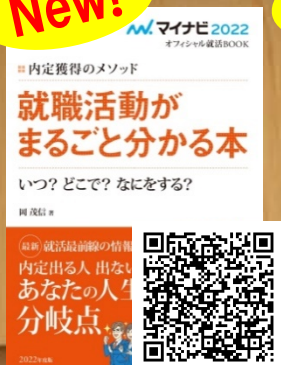 New!
マイナビ2022
オフィシャル就活BOOK
内定獲得のメソッド
就職活動が
まるごと分かる本
いつ? どこで? なにをする?
岡 茂信 著
最新 就活最前線の情報
内定出る人 出ない
あなたの人生
分岐点
2022年度版